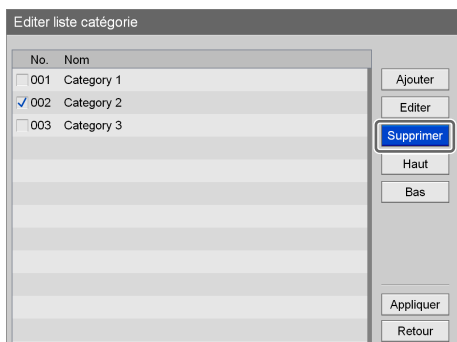 Editer liste catégorie
No. Nom
001 Category 1
002 Category 2
003 Category 3
Ajouter
Editer
Supprimer
Haut
Bas
Appliquer
Retour